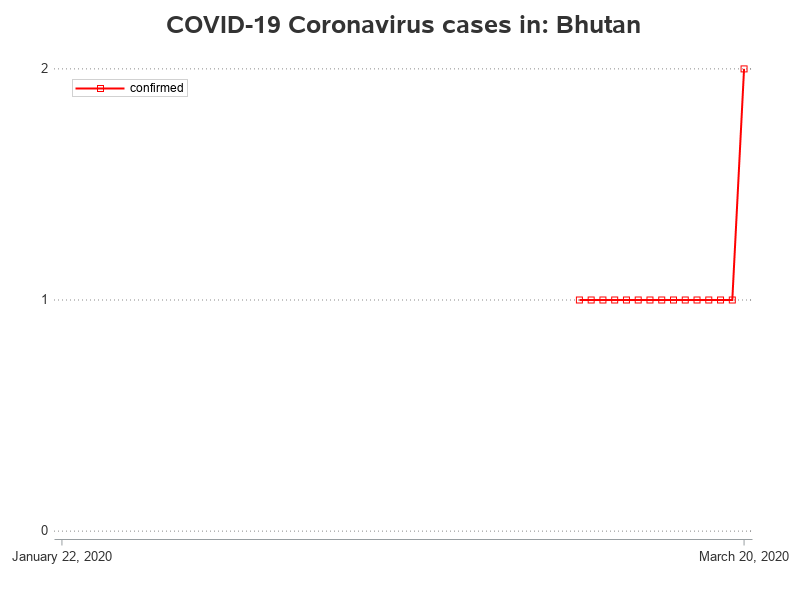 COVID-19 Coronavirus cases in: Bhutan
2
confirmed
1
0
January 22, 2020
March 20, 2020